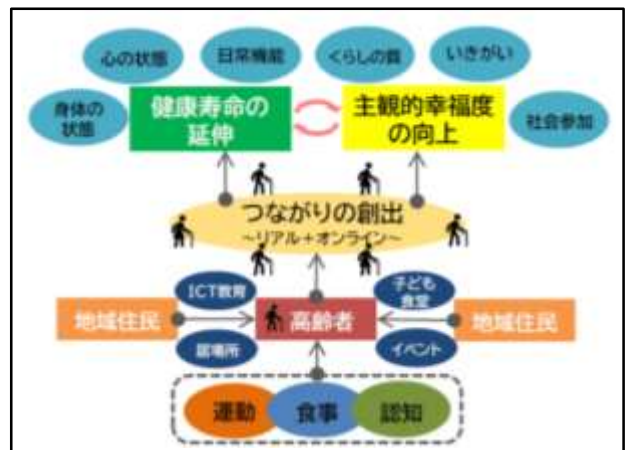 心の状態
日常機能
くらしの質
いきがい
身体の
状態
健康寿命の
延伸
主観的幸福度
の向上
社会参加
つながりの創出
~リアル+オンライン~
ICT教育
子ども
食堂
地域住民
高齢者
地域住民
居場所
イベント
運動
食事
認知